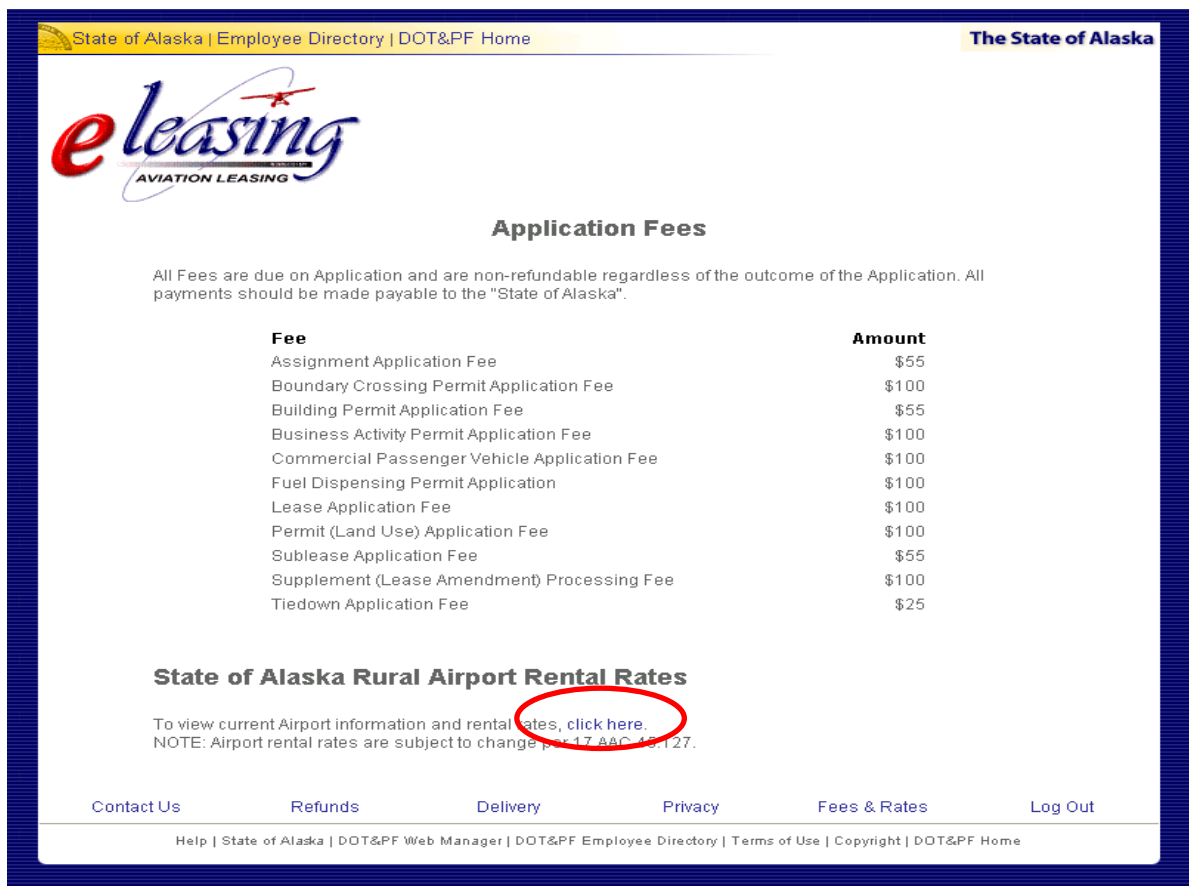 State of Alaska | Employee Directory | DOT&PF Home
The State of Alaska
eleasing
AVIATION LEASING
Application Fees
All Fees are due on Application and are non-refundable regardless of the outcome of the Application. All
payments should be made payable to the "State of Alaska".
Fee Amount
Assignment Application Fee $55
Boundary Crossing Permit Application Fee $100
Building Permit Application Fee $55
Business Activity Permit Application Fee $100
Commercial Passenger Vehicle Application Fee $100
Fuel Dispensing Permit Application $100
Lease Application Fee $100
Permit (Land Use) Application Fee $100
Sublease Application Fee $55
Supplement (Lease Amendment) Processing Fee $100
Tiedown Application Fee $25
State of Alaska Rural Airport Rental Rates
To view current Airport information and rental rates, click here.
NOTE: Airport rental rates are subject to change per 17 AAC 45.127.
Contact Us Refunds Delivery Privacy Fees & Rates Log Out
Help | State of Alaska | DOT&PF Web Manager | DOT&PF Employee Directory | Terms of Use | Copyright | DOT&PF Home